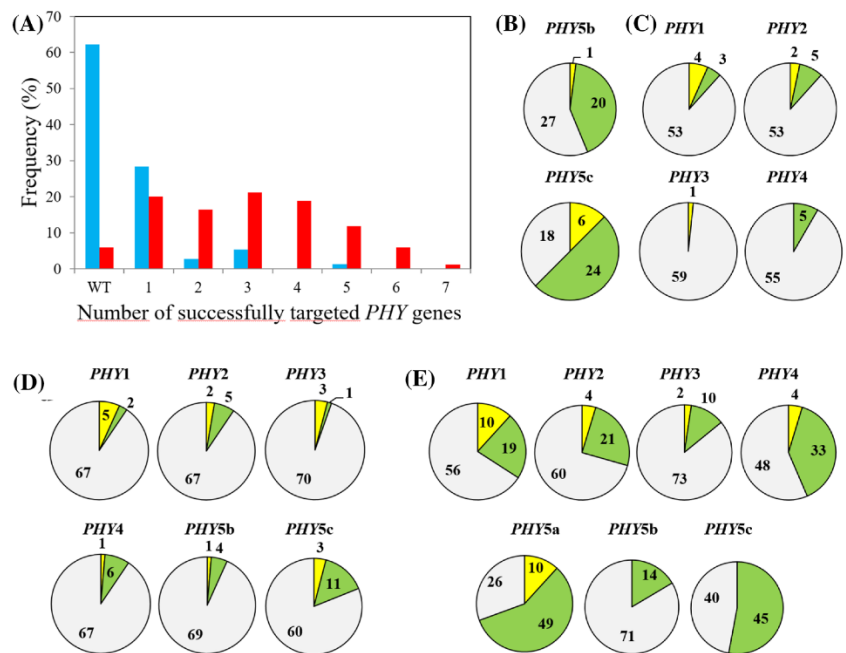 (A)
70
60
50
40
30
20
10
0
Frequency (%)
WT 1 2 3 4 5 6 7
Number of successfully targeted PHY genes
(B)
PHY5b
1
20
27
PHY5c
6
18
24
(C)
PHY1 PHY2
4 3 2 5
53 53
PHY3 PHY4
1 5
59 55
(D)
PHY1 PHY2 PHY3
5 2 2 5 3 1
67 67 70
PHY4 PHY5b PHY5c
1 6 1 4 3 11
67 69 60
(E)
PHY1 PHY2 PHY3 PHY4
10 19 4 21 2 10 4 33
56 60 73 48
PHY5a PHY5b PHY5c
10 26 14 40 45
49 71